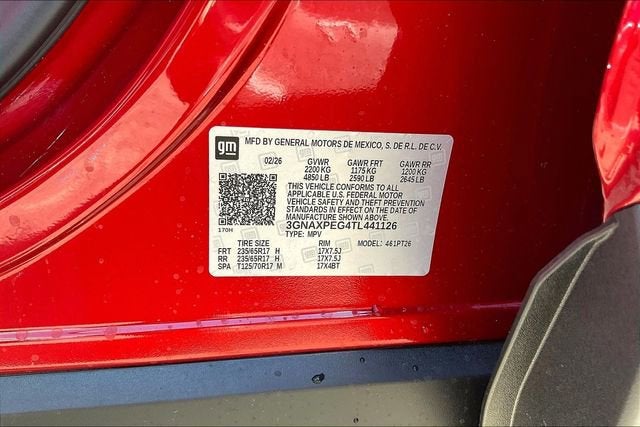 gm
MFD BY GENERAL MOTORS DE MEXICO, S. DE R.L. DE C.V.
02/26 GVWR GAWR FRT GAWR RR
2200 KG 1175 KG 1200 KG
4850 LB 2590 LB 2645 LB
THIS VEHICLE CONFORMS TO ALL
APPLICABLE U.S. FEDERAL MOTOR
VEHICLE SAFETY AND THEFT PREVENTION
STANDARDS IN EFFECT ON THE DATE OF
MANUFACTURE SHOWN ABOVE.
3GNAXPEG4TL441126
170H
TYPE: MPV
TIRE SIZE RIM MODEL: 461PT26
FRT 235/65R17 H 17X7.5J
RR 235/65R17 H 17X7.5J
SPA T125/70R17 M 17X4BT